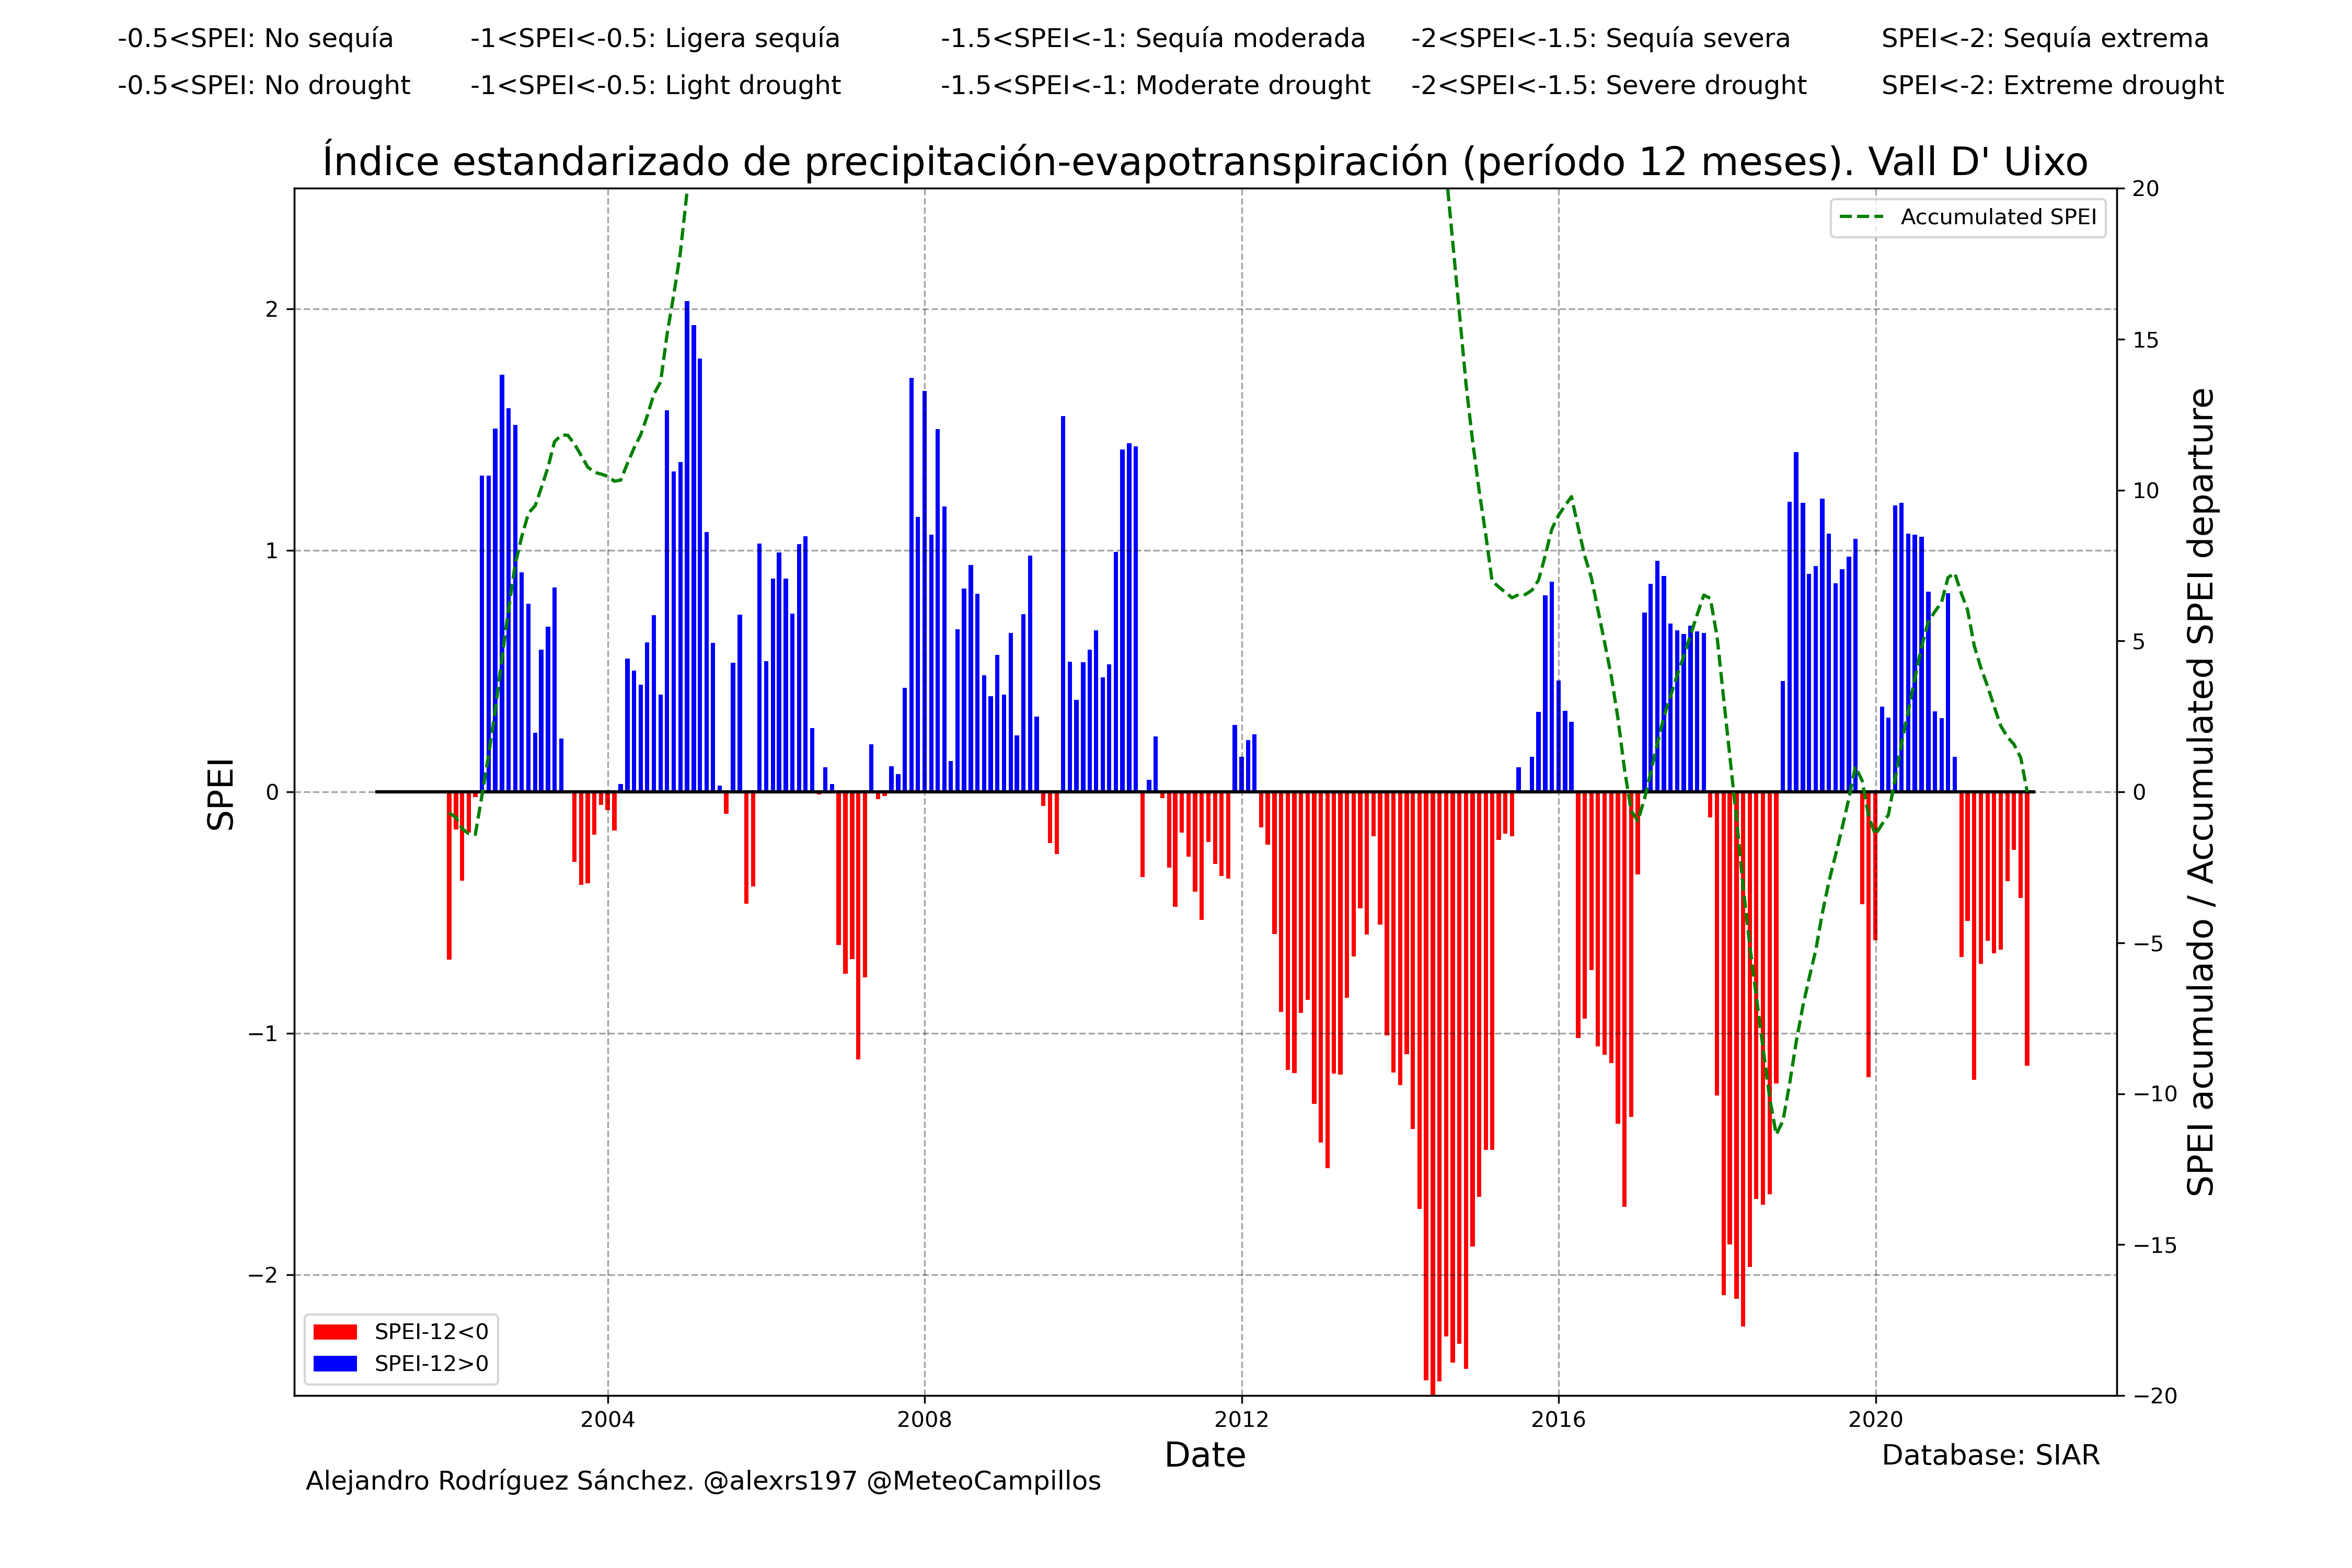 -0.5<SPEI: No sequía -1<SPEI<-0.5: Ligera sequía -1.5<SPEI<-1: Sequía moderada -2<SPEI<-1.5: Sequía severa SPEI<-2: Sequía extrema
-0.5<SPEI: No drought -1<SPEI<-0.5: Light drought -1.5<SPEI<-1: Moderate drought -2<SPEI<-1.5: Severe drought SPEI<-2: Extreme drought
Índice estandarizado de precipitación-evapotranspiración (período 12 meses). Vall D' Uixo
Accumulated SPEI
SPEI
2
1
0
−1
−2
20
15
10
5
0
−5
−10
−15
−20
SPEI acumulado / Accumulated SPEI departure
SPEI-12<0
SPEI-12>0
2004 2008 2012 2016 2020
Date
Database: SIAR
Alejandro Rodríguez Sánchez. @alexrs197 @MeteoCampillos